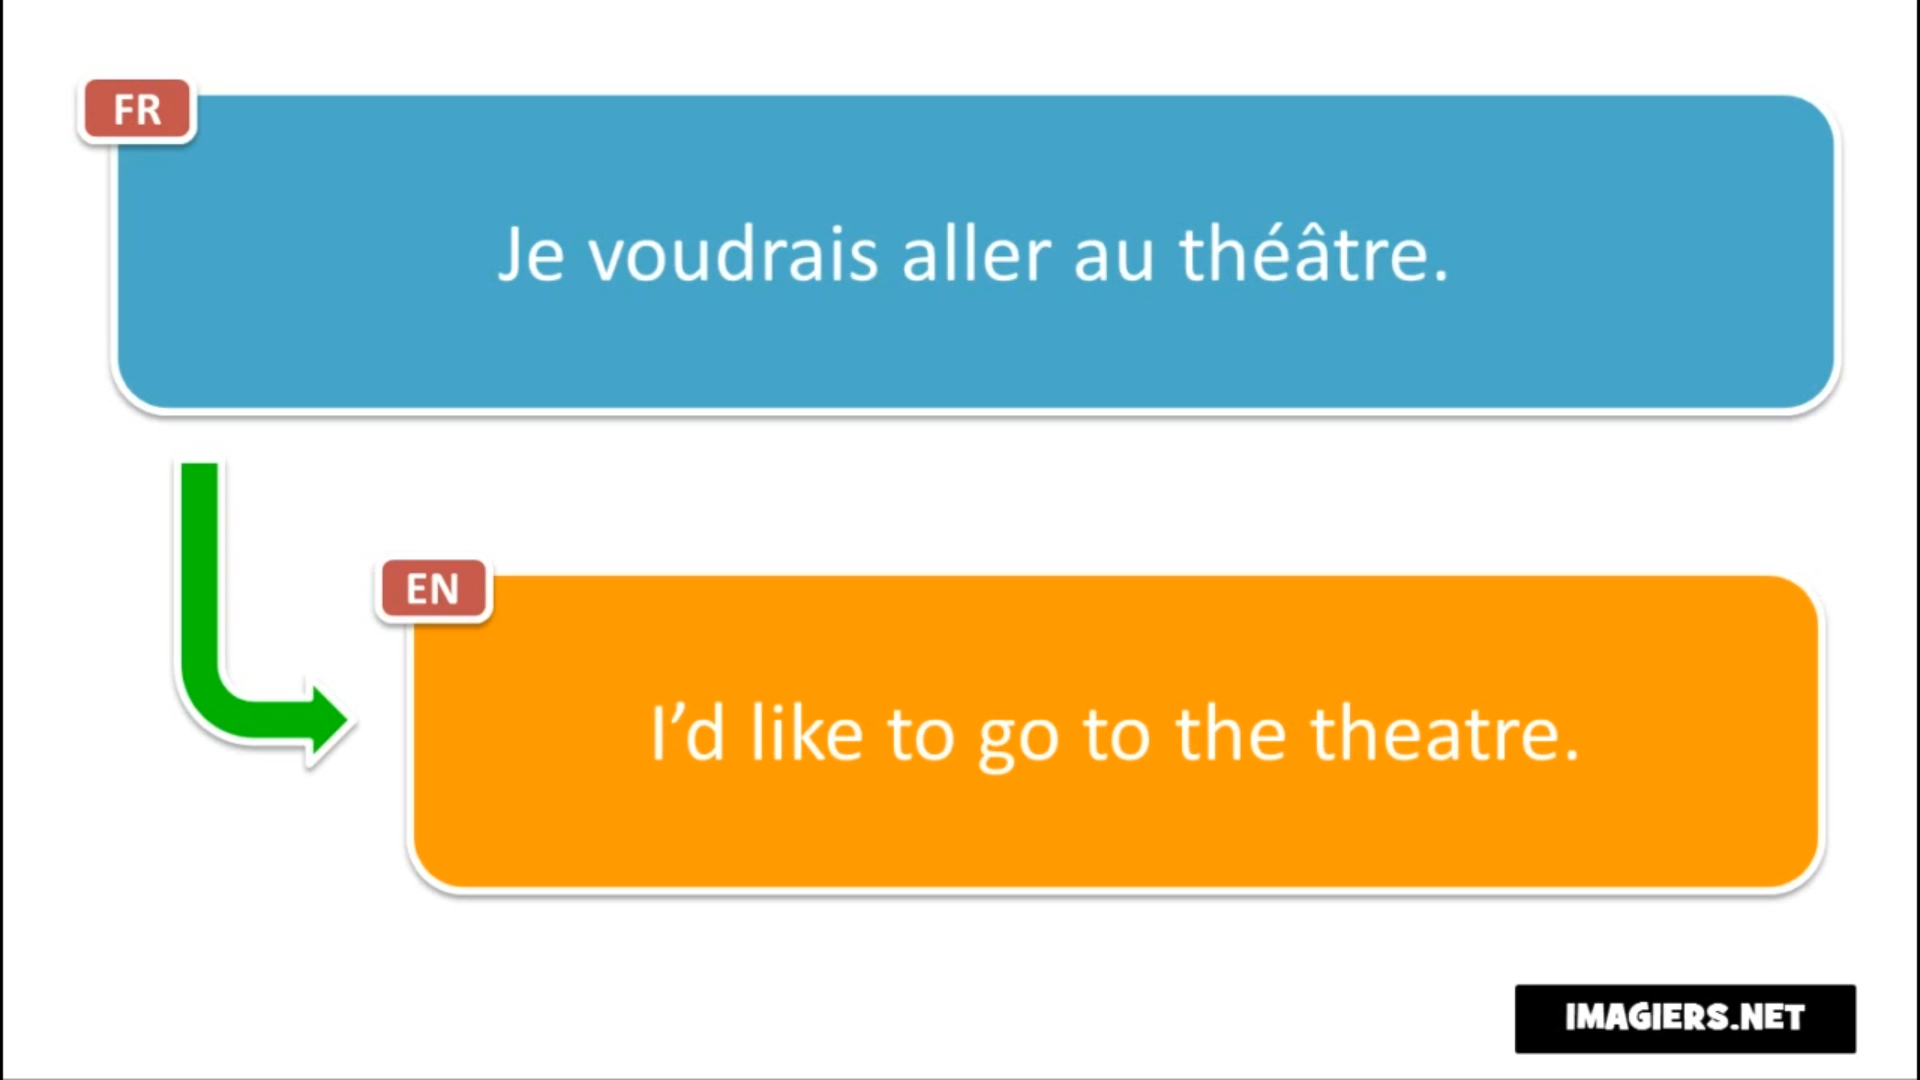 FR
Je voudrais aller au théâtre.
EN
I’d like to go to the theatre.
IMAGIERS.NET